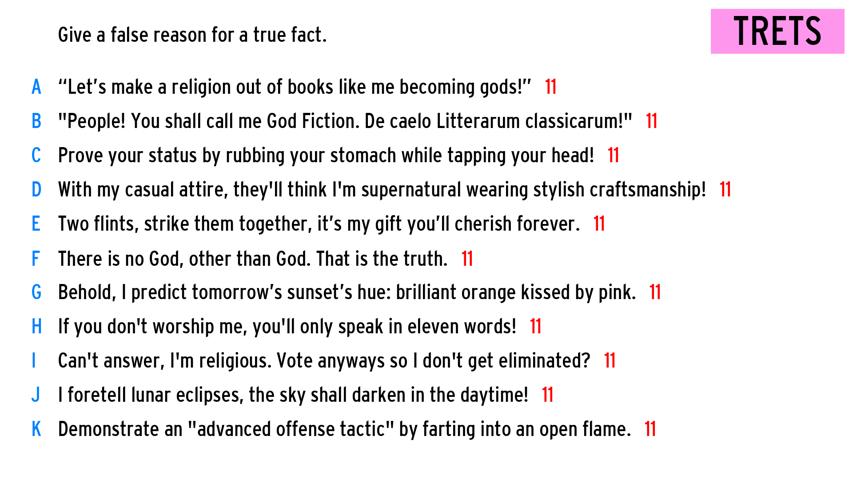 Give a false reason for a true fact.
TRETS
A “Let’s make a religion out of books like me becoming gods!” 11
B "People! You shall call me God Fiction. De caelo Litterarum classicarum!" 11
C Prove your status by rubbing your stomach while tapping your head! 11
D With my casual attire, they'll think I'm supernatural wearing stylish craftsmanship! 11
E Two flints, strike them together, it’s my gift you’ll cherish forever. 11
F There is no God, other than God. That is the truth. 11
G Behold, I predict tomorrow’s sunset’s hue: brilliant orange kissed by pink. 11
H If you don't worship me, you'll only speak in eleven words! 11
I Can't answer, I'm religious. Vote anyways so I don't get eliminated? 11
J I foretell lunar eclipses, the sky shall darken in the daytime! 11
K Demonstrate an "advanced offense tactic" by farting into an open flame. 11